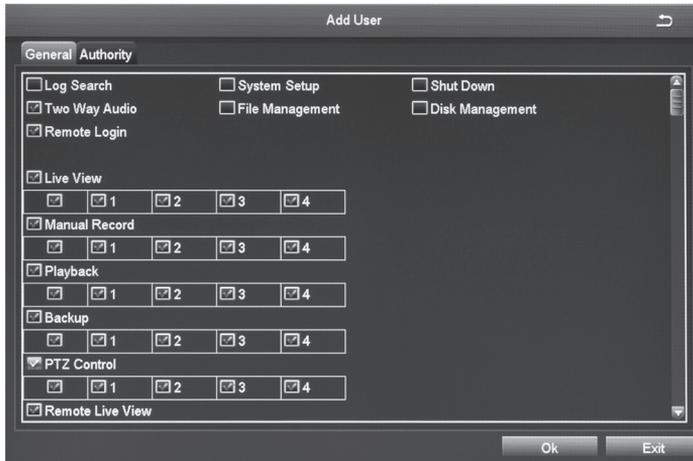 Add User
General Authority
Log Search System Setup Shut Down
Two Way Audio File Management Disk Management
Remote Login
Live View
1 2 3 4
Manual Record
1 2 3 4
Playback
1 2 3 4
Backup
1 2 3 4
PTZ Control
1 2 3 4
Remote Live View
Ok Exit